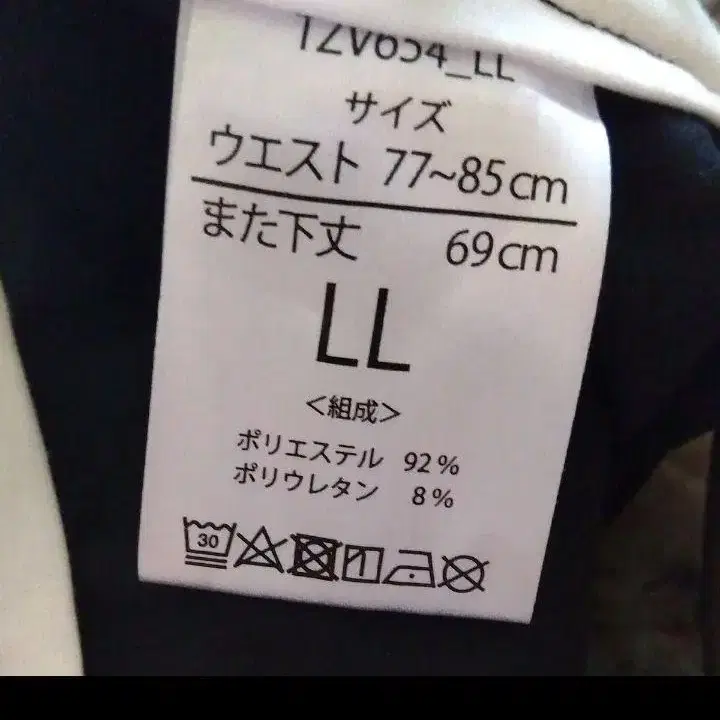 12V654_LL
サイズ
ウエスト 77~85cm
また下丈 69cm
LL
<組成>
ポリエステル 92%
ポリウレタン 8%
30